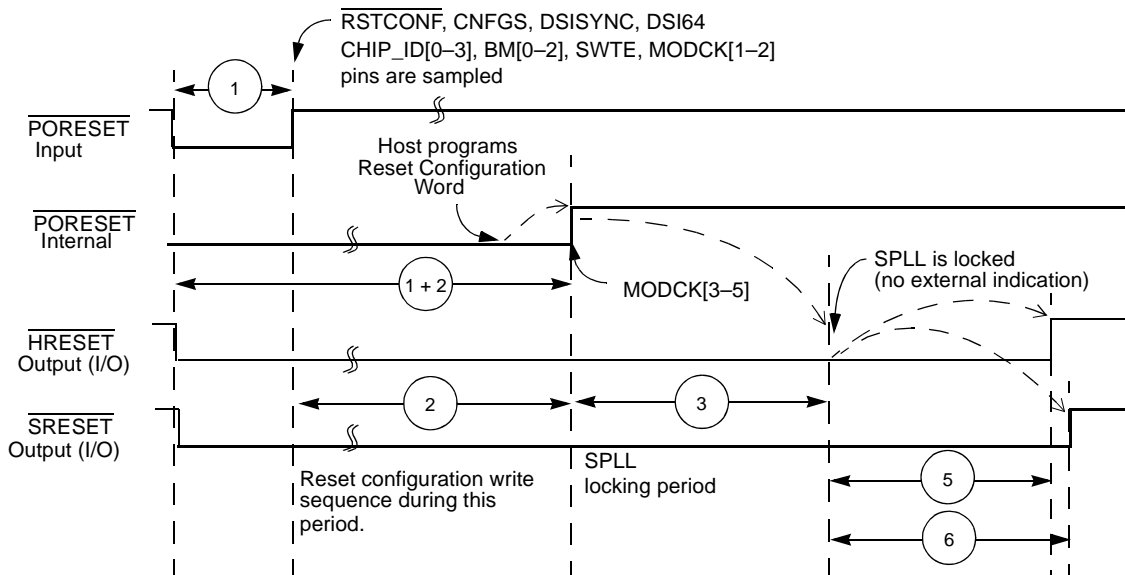 RSTCONF, CNFGS, DSISYNC, DSI64
CHIP_ID[0–3], BM[0–2], SWTE, MODCK[1–2]
pins are sampled
1
PORESET
Input
Host programs
Reset Configuration
Word
PORESET
Internal
1 + 2
MODCK[3–5]
SPLL is locked
(no external indication)
HRESET
Output (I/O)
2
3
SRESET
Output (I/O)
Reset configuration write
sequence during this
period.
SPLL
locking period
5
6